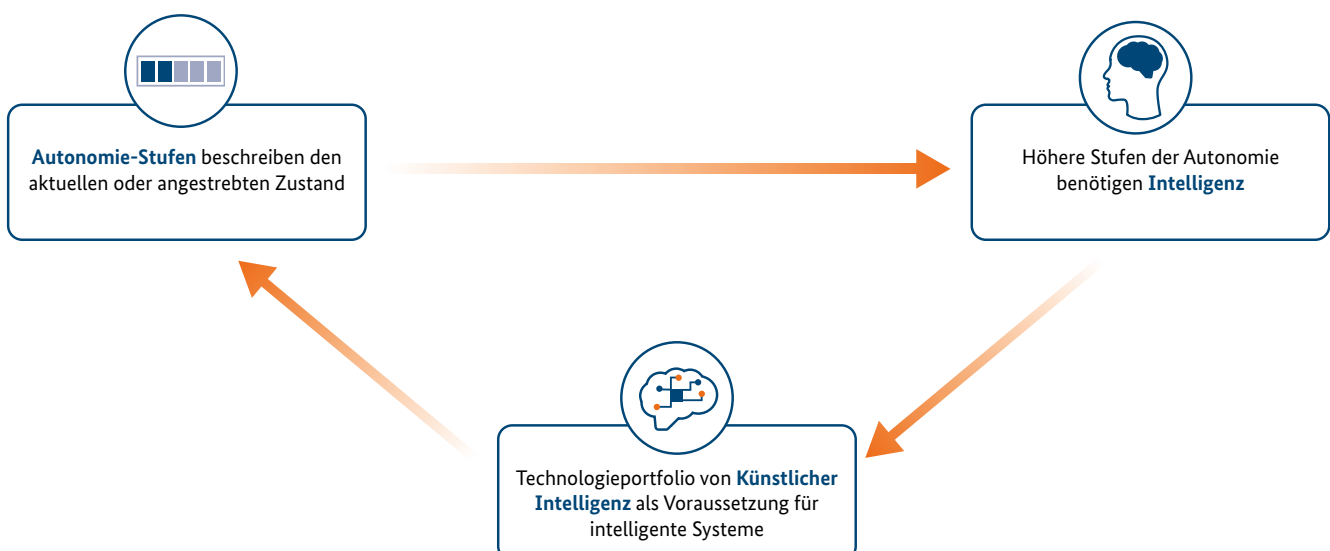 Autonomie-Stufen beschreiben den
aktuellen oder angestrebten Zustand
Höhere Stufen der Autonomie
benötigen Intelligenz
Technologieportfolio von Künstlicher
Intelligenz als Voraussetzung für
intelligente Systeme